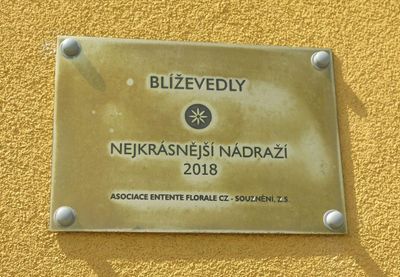 BLÍŽEVEDLY
NEJKRÁSNĚJŠÍ NÁDRAŽÍ
2018
ASOCIACE ENTENTE FLORALE CZ - SOUZNĚNÍ, Z.S.